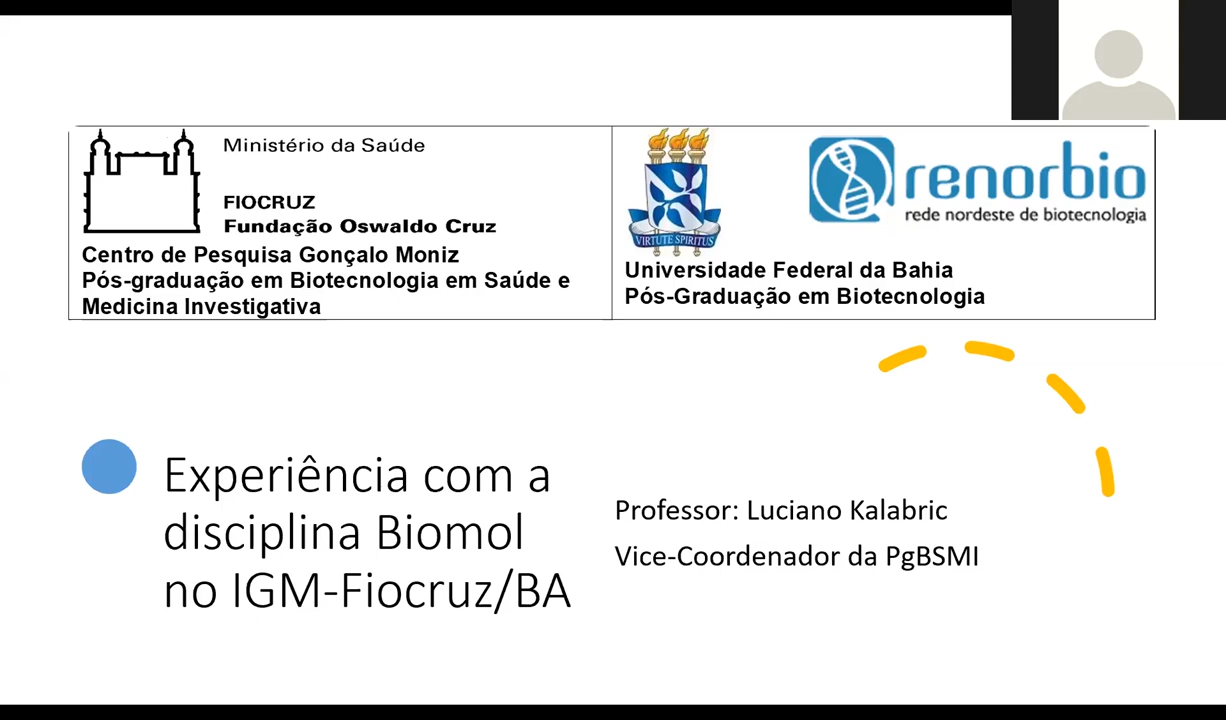 Ministério da Saúde
FIOCRUZ
Fundação Oswaldo Cruz
Centro de Pesquisa Gonçalo Moniz
Pós-graduação em Biotecnologia em Saúde e
Medicina Investigativa
VIRTUTE SPIRITUS
renorbio
rede nordeste de biotecnologia
Universidade Federal da Bahia
Pós-Graduação em Biotecnologia
Experiência com a
disciplina Biomol
no IGM-Fiocruz/BA
Professor: Luciano Kalabric
Vice-Coordenador da PgBSMI